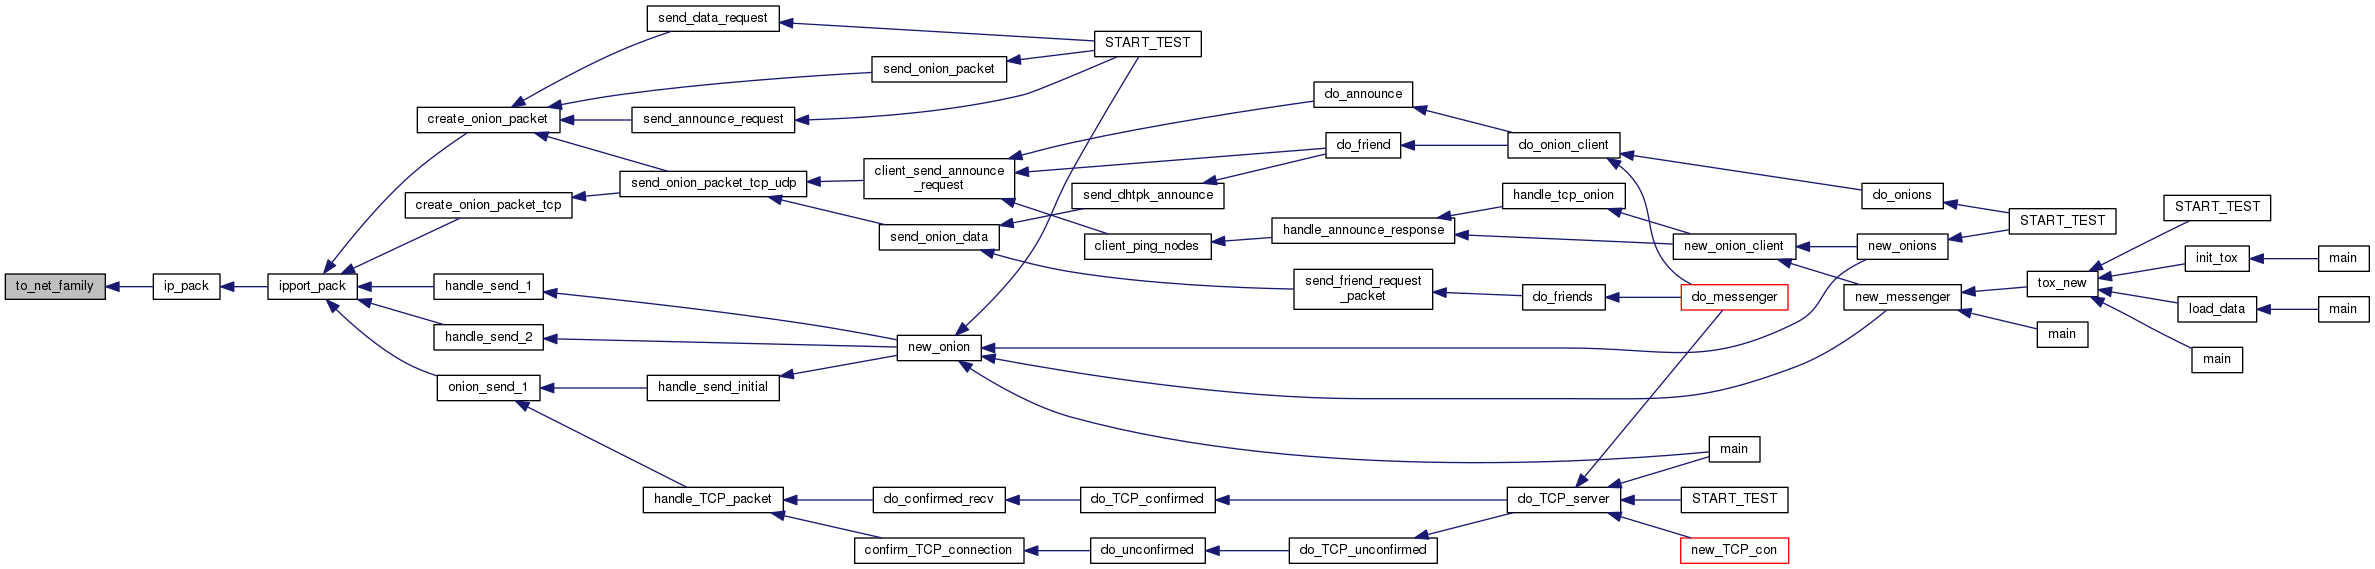 send_data_request
START_TEST
send_onion_packet
do_announce
create_onion_packet
send_announce_request
do_friend
do_onion_client
client_send_announce
_request
send_onion_packet_tcp_udp
send_dhtpk_announce
handle_tcp_onion
do_onions
create_onion_packet_tcp
START_TEST
START_TEST
send_onion_data
client_ping_nodes
handle_announce_response
new_onion_client
new_onions
init_tox
main
to_net_family
ip_pack
ipport_pack
handle_send_1
send_friend_request
_packet
do_friends
do_messenger
new_messenger
tox_new
load_data
main
handle_send_2
new_onion
main
main
onion_send_1
handle_send_initial
main
handle_TCP_packet
do_confirmed_recv
do_TCP_confirmed
do_TCP_server
START_TEST
confirm_TCP_connection
do_unconfirmed
do_TCP_unconfirmed
new_TCP_con